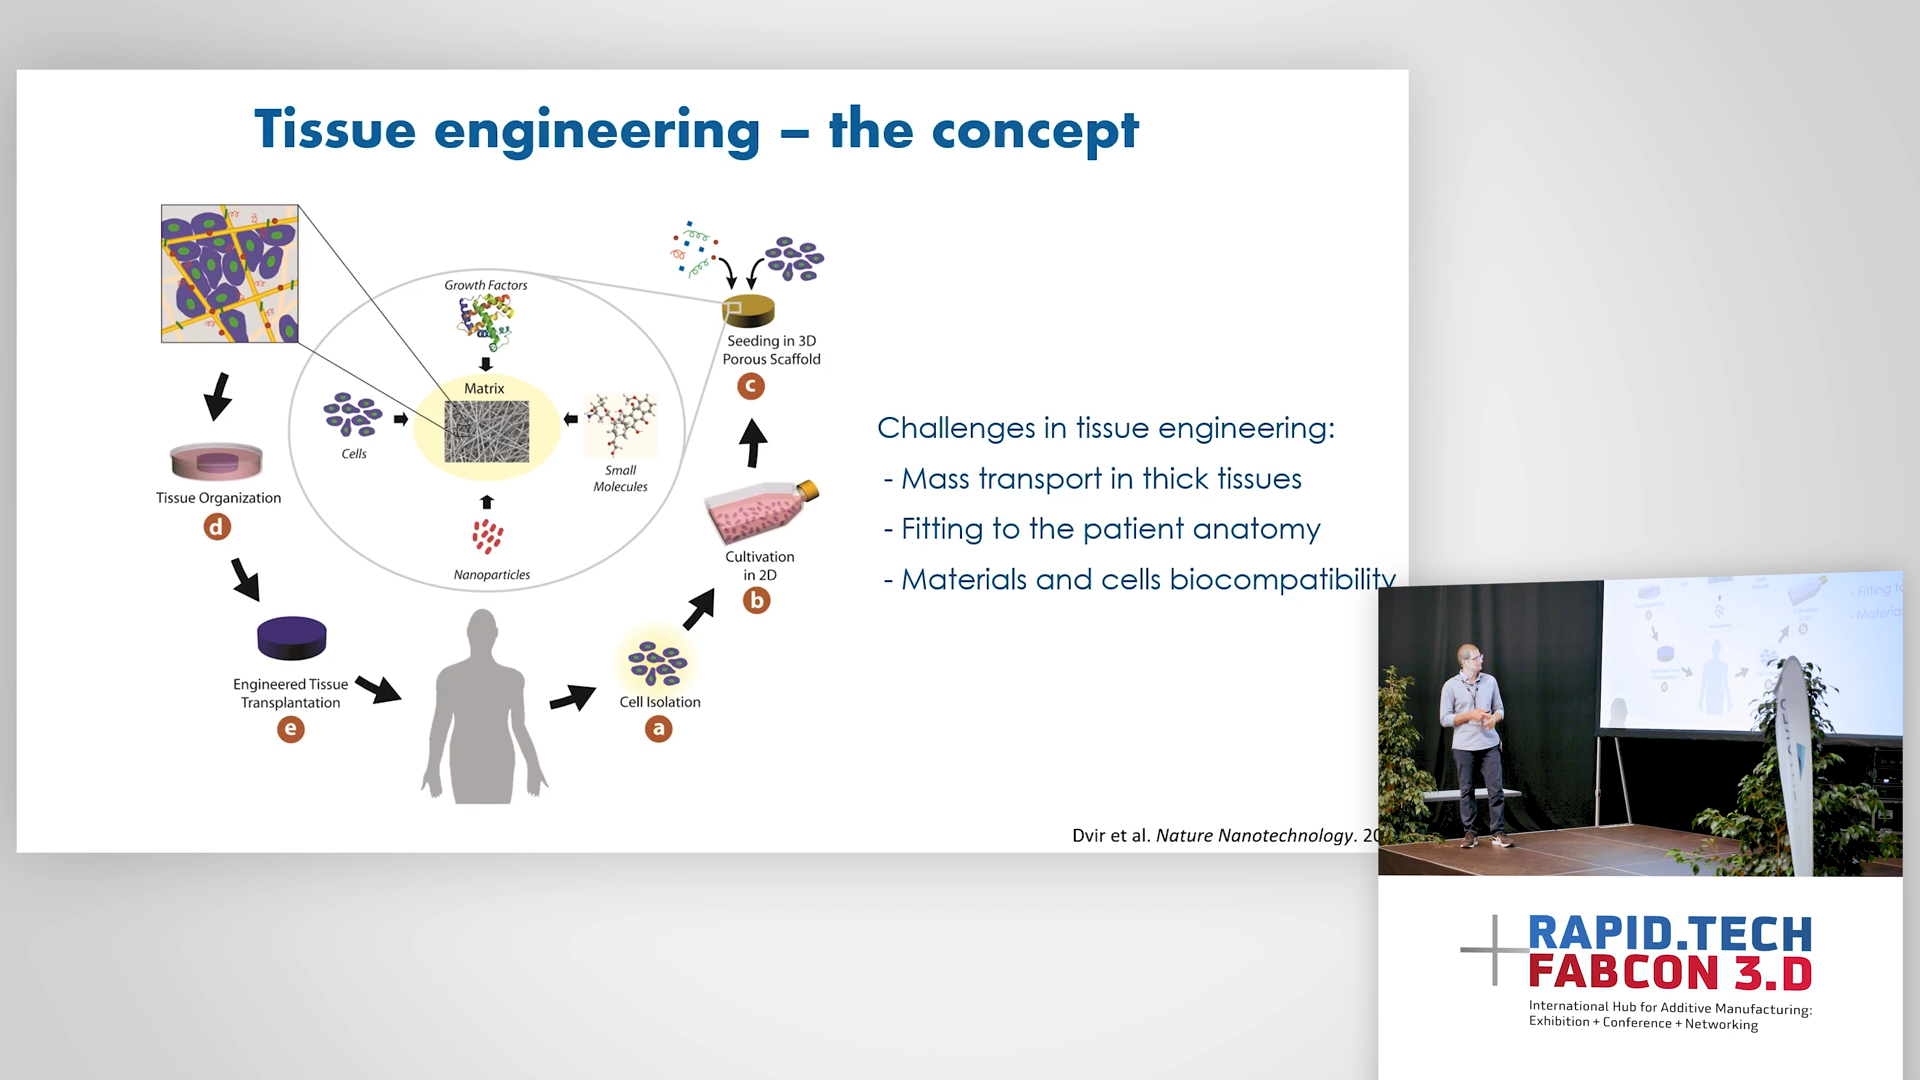 Tissue engineering – the concept
Growth Factors
Matrix
Cells
Small
Molecules
Nanoparticles
Seeding in 3D
Porous Scaffold
c
Tissue Organization
d
Cultivation
in 2D
b
Engineered Tissue
Transplantation
e
Cell Isolation
a
Challenges in tissue engineering:
- Mass transport in thick tissues
- Fitting to the patient anatomy
- Materials and cells biocompatibility
Dvir et al. Nature Nanotechnology. 20
- Fitting to
- Materia
RAPID.TECH
FABCON 3.D
International Hub for Additive Manufacturing:
Exhibition + Conference + Networking